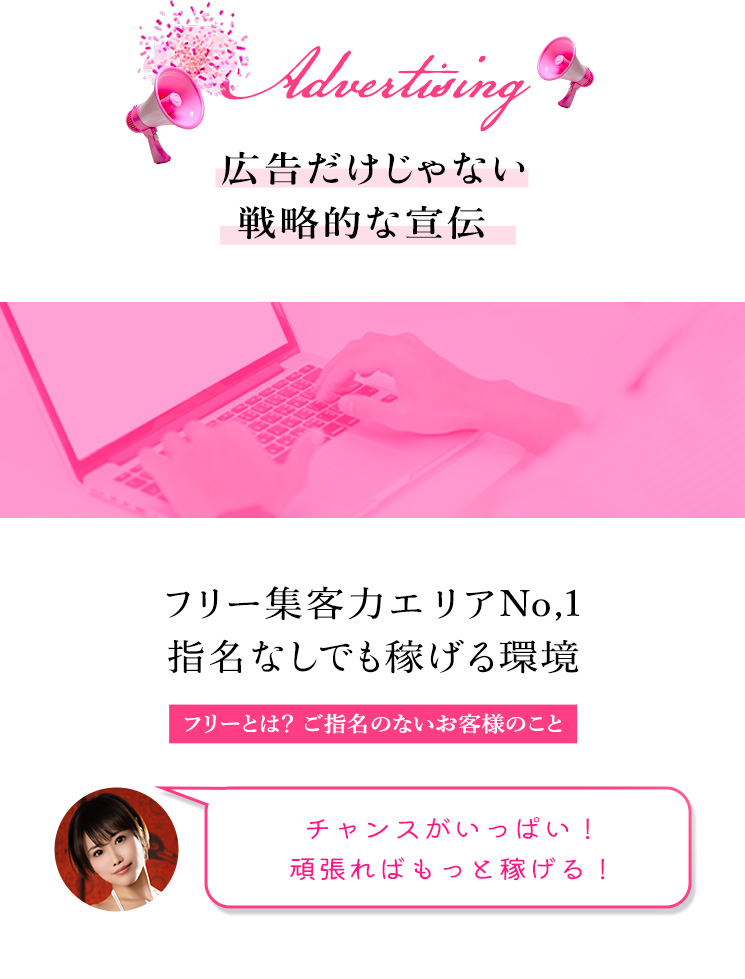 Advertising
広告だけじゃない
戦略的な宣伝
フリー集客力エリアNo,1
指名なしでも稼げる環境
フリーとは? ご指名のないお客様のこと
チャンスがいっぱい！
頑張ればもっと稼げる！